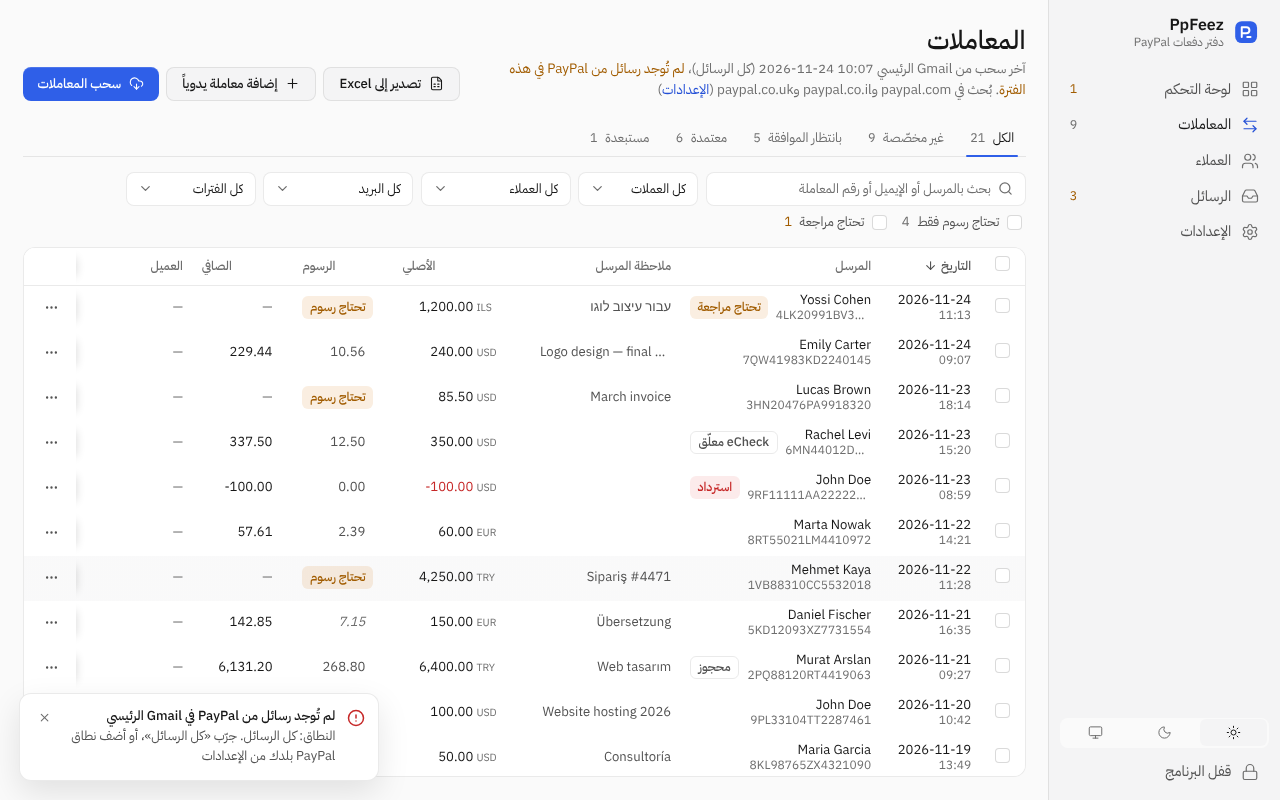 PpFeez
دفتر دفعات PayPal
لوحة التحكم 1
المعاملات 9
العملاء
الرسائل 3
الإعدادات
قفل البرنامج
المعاملات
آخر سحب من Gmail الرئيسي 10:07 24-11-2026 (كل الرسائل)، لم تُوجد رسائل من PayPal في هذه
الفترة. بُحث في paypal.com وpaypal.co.il وpaypal.co.uk (الإعدادات)
تصدير إلى Excel
إضافة معاملة يدوياً
سحب المعاملات
الكل 21 غير مخصّصة 9 بانتظار الموافقة 5 معتمدة 6 مستبعدة 1
بحث بالمرسل أو الإيميل أو رقم المعاملة
كل العملات
كل العملاء
كل البريد
كل الفترات
تحتاج رسوم فقط 4 تحتاج مراجعة 1
التاريخ ↓ المرسل ملاحظة المرسل الأصلي الرسوم الصافي العميل
2026-11-24 Yossi Cohen تحتاج مراجعة עבור עיצוב לוגו 1,200.00 ILS تحتاج رسوم — —
11:13 4LK20991BV3...
2026-11-24 Emily Carter Logo design — final ... 240.00 USD 10.56 229.44 —
09:07 7QW41983KD2240145
2026-11-23 Lucas Brown March invoice 85.50 USD تحتاج رسوم — —
18:14 3HN20476PA9918320
2026-11-23 Rachel Levi eCheck معلّق 350.00 USD 12.50 337.50 —
15:20 6MN44012D...
2026-11-23 John Doe استرداد -100.00 USD 0.00 -100.00 —
08:59 9RF11111AA22222...
2026-11-22 Marta Nowak 60.00 EUR 2.39 57.61 —
14:21 8RT55021LM4410972
2026-11-22 Mehmet Kaya Sipariş #4471 4,250.00 TRY تحتاج رسوم — —
11:28 1VB88310CC5532018
2026-11-21 Daniel Fischer Übersetzung 150.00 EUR 7.15 142.85 —
16:35 5KD12093XZ7731554
2026-11-21 Murat Arslan محجوز Web tasarım 6,400.00 TRY 268.80 6,131.20 —
09:27 2PQ88120RT4419063
2026-11-20 John Doe Website hosting 2026 100.00 USD
10:42 9PL33104TT2287461
2026-11-19 Maria Garcia Consultoría 50.00 USD
13:49 8KL98765ZX4321090
لم تُوجد رسائل من PayPal في Gmail الرئيسي
النطاق: كل الرسائل. جرّب «كل الرسائل»، أو أضف نطاق
PayPal بلدك من الإعدادات